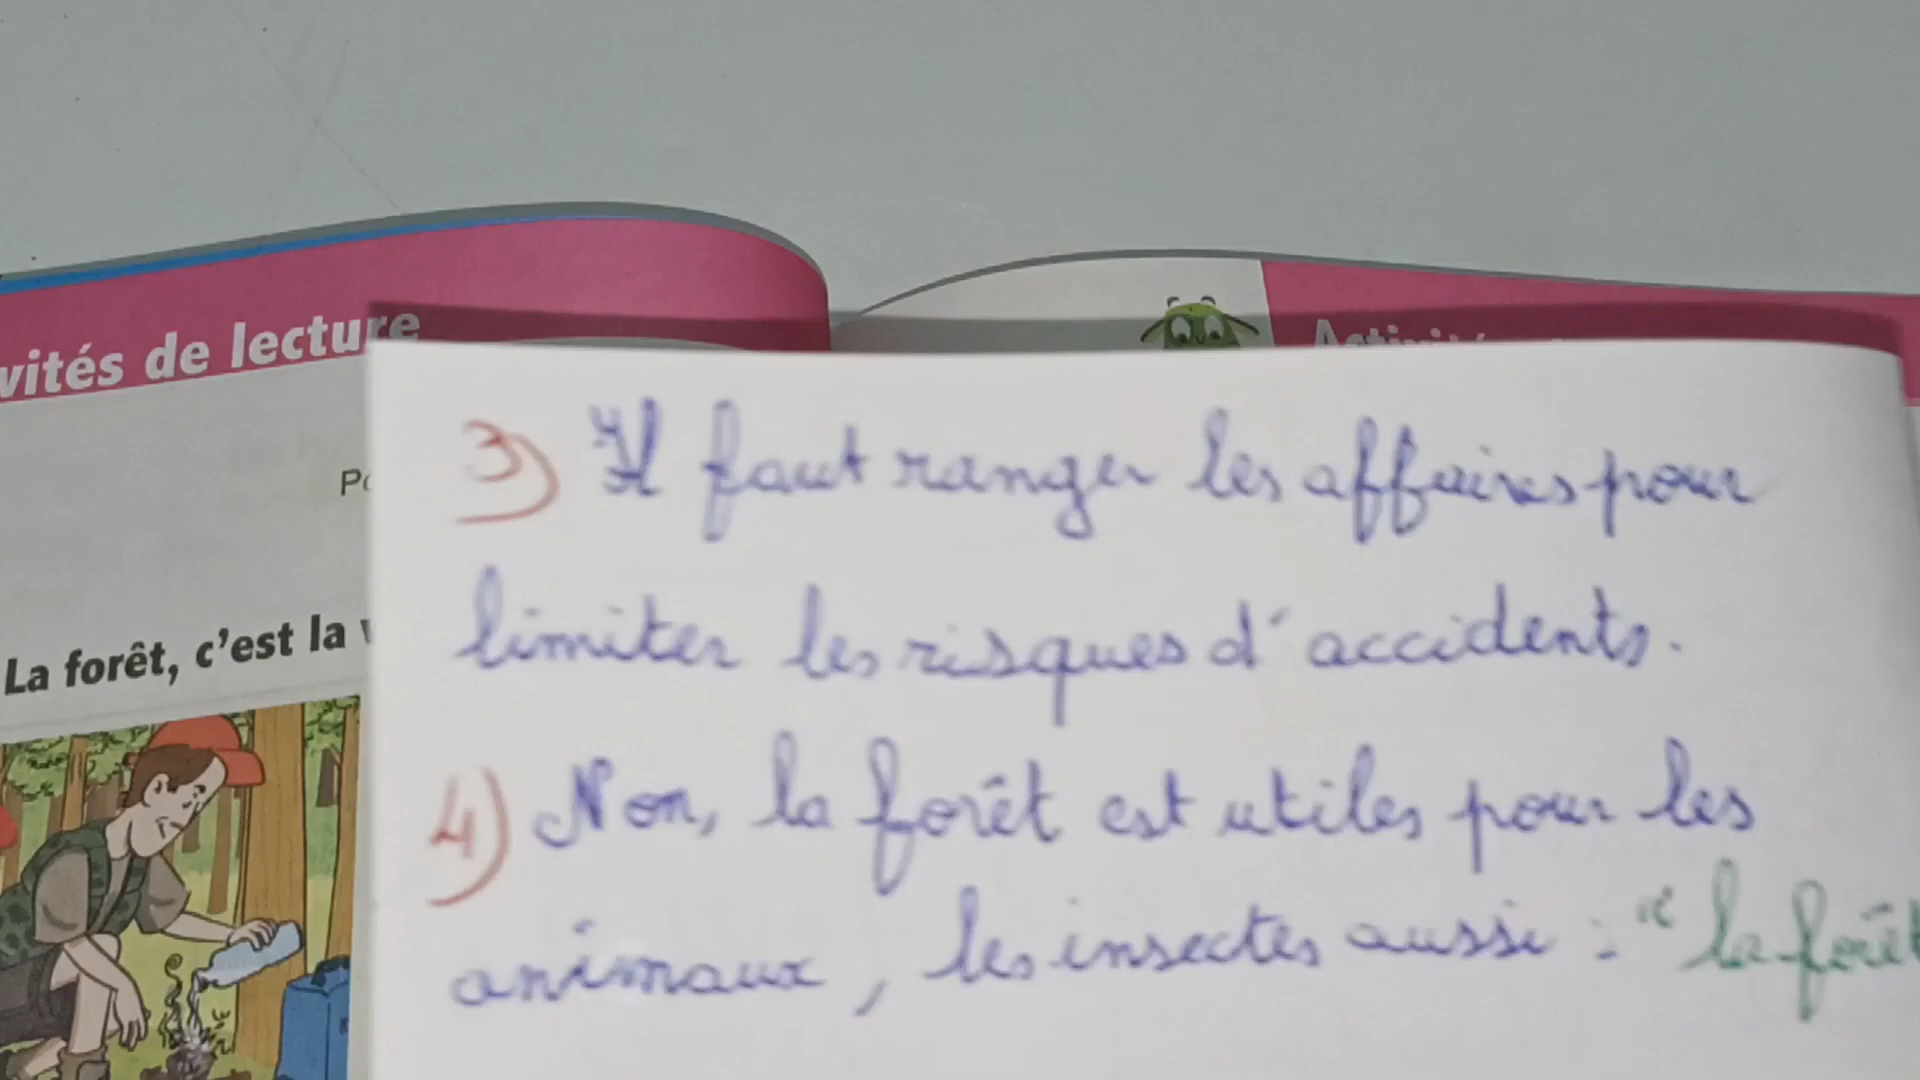 vités de lecture
La forêt, c'est la
3) Il faut ranger les affaires pour
limiter les risques d'accidents.
4) Non, la forêt est utiles pour les
animaux, les insectes aussi : " la forêt